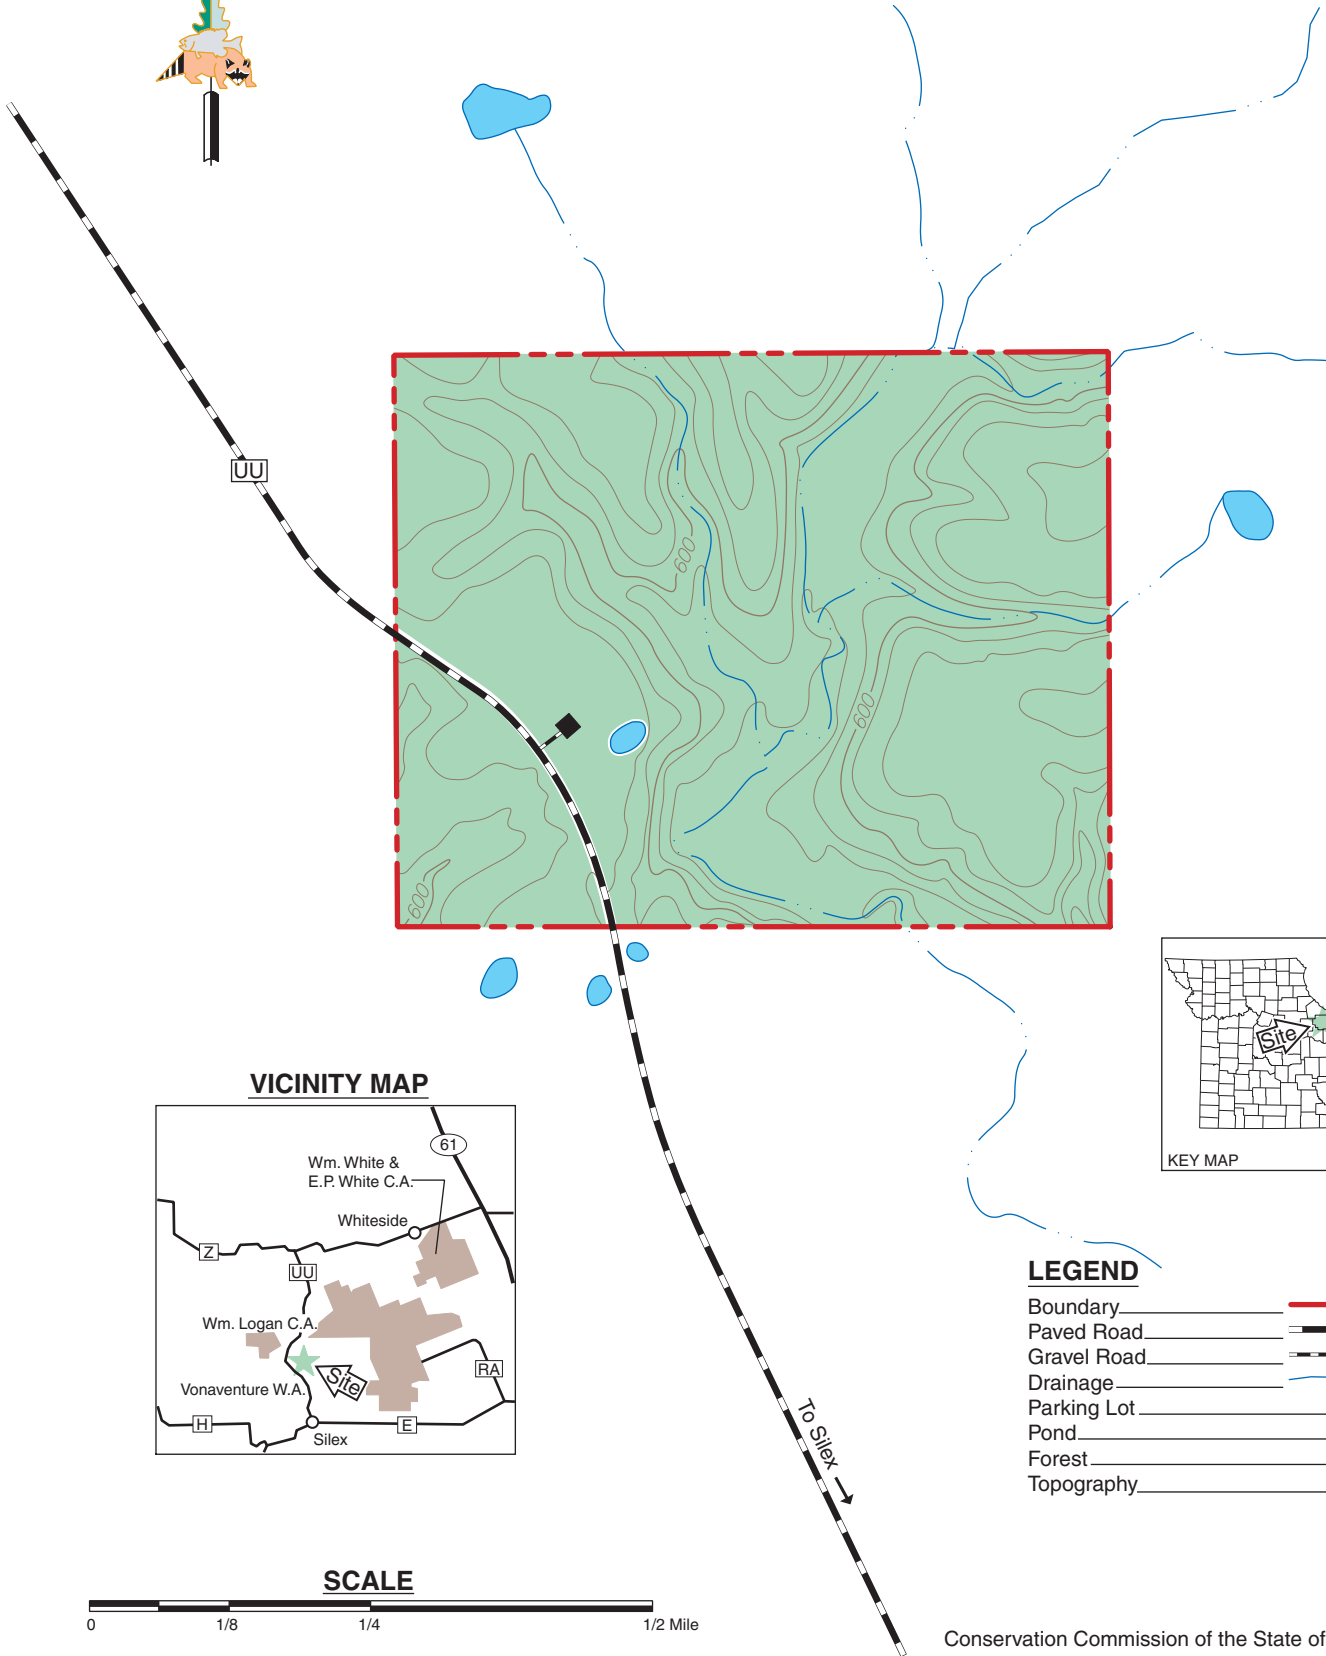 UU
600
600
600
VICINITY MAP
61
Wm. White &
E.P. White C.A.
Whiteside
Z
UU
Wm. Logan C.A.
Site
RA
Vonaventure W.A.
H
E
Silex
Site
KEY MAP
LEGEND
Boundary
Paved Road
Gravel Road
Drainage
Parking Lot
Pond
Forest
Topography
To Silex
SCALE
0 1/8 1/4 1/2 Mile
Conservation Commission of the State of